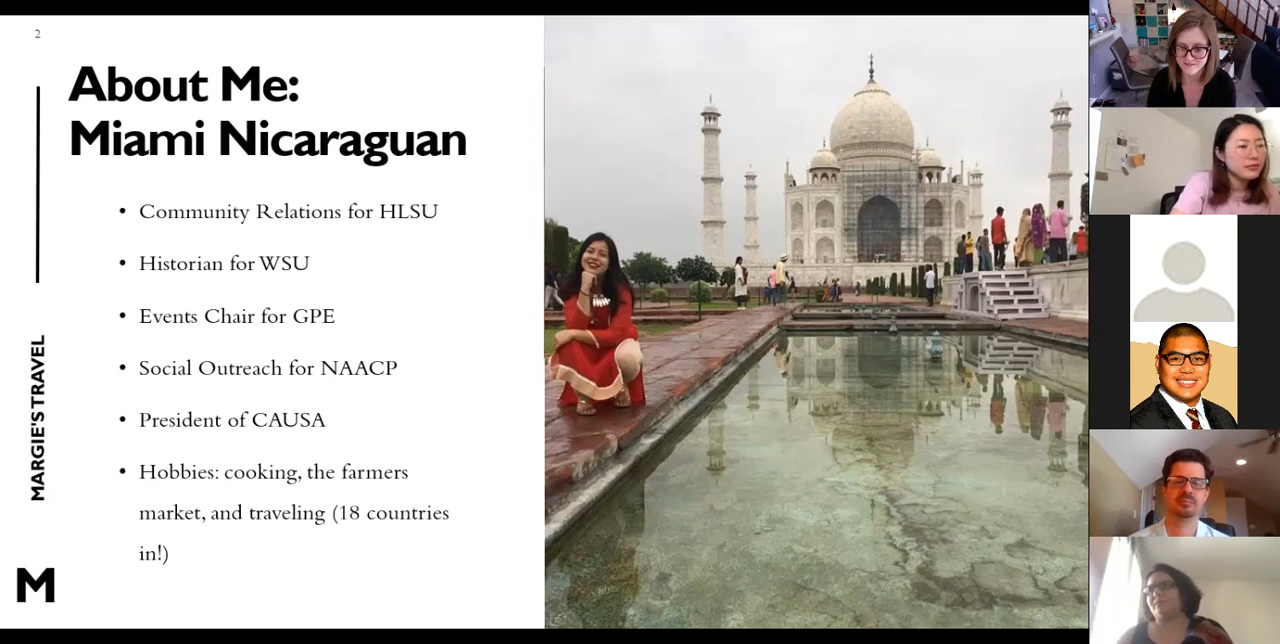 2
About Me:
Miami Nicaraguan
• Community Relations for HLSU
• Historian for WSU
• Events Chair for GPE
• Social Outreach for NAACP
• President of CAUSA
• Hobbies: cooking, the farmers
market, and traveling (18 countries
in!)
MARGIE'S TRAVEL
M